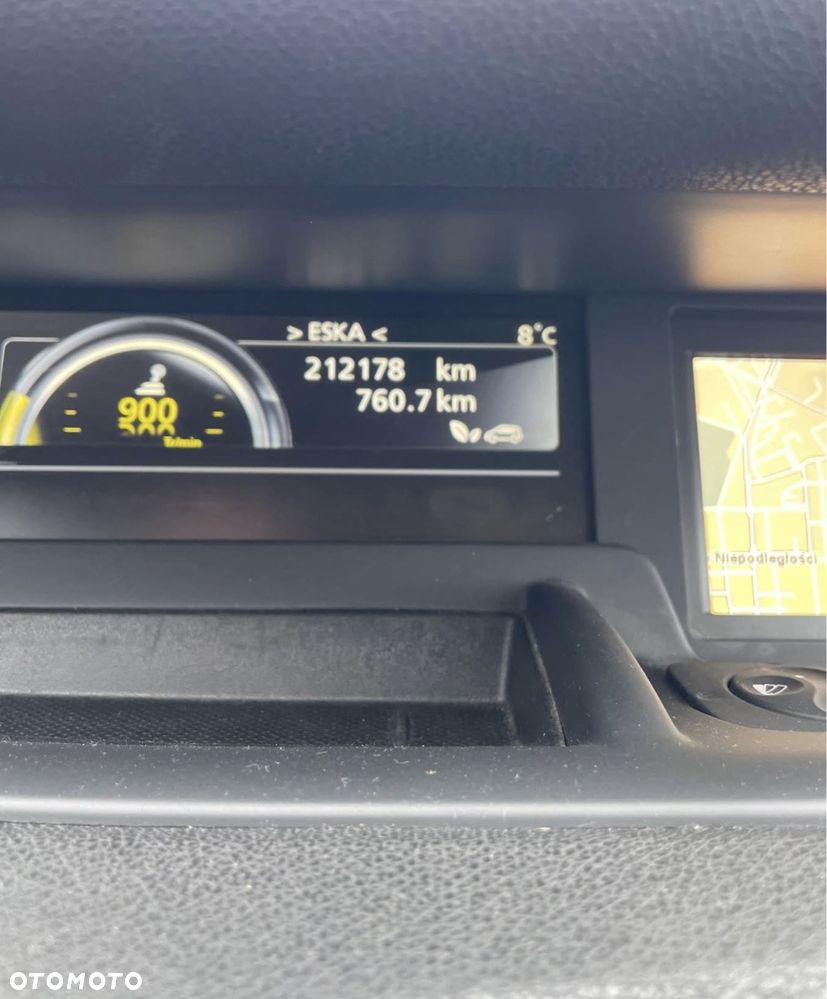 > ESKA < 8°C
212178 km
900
760.7 km
Tr/min
Niepodległości
OTOMOTO